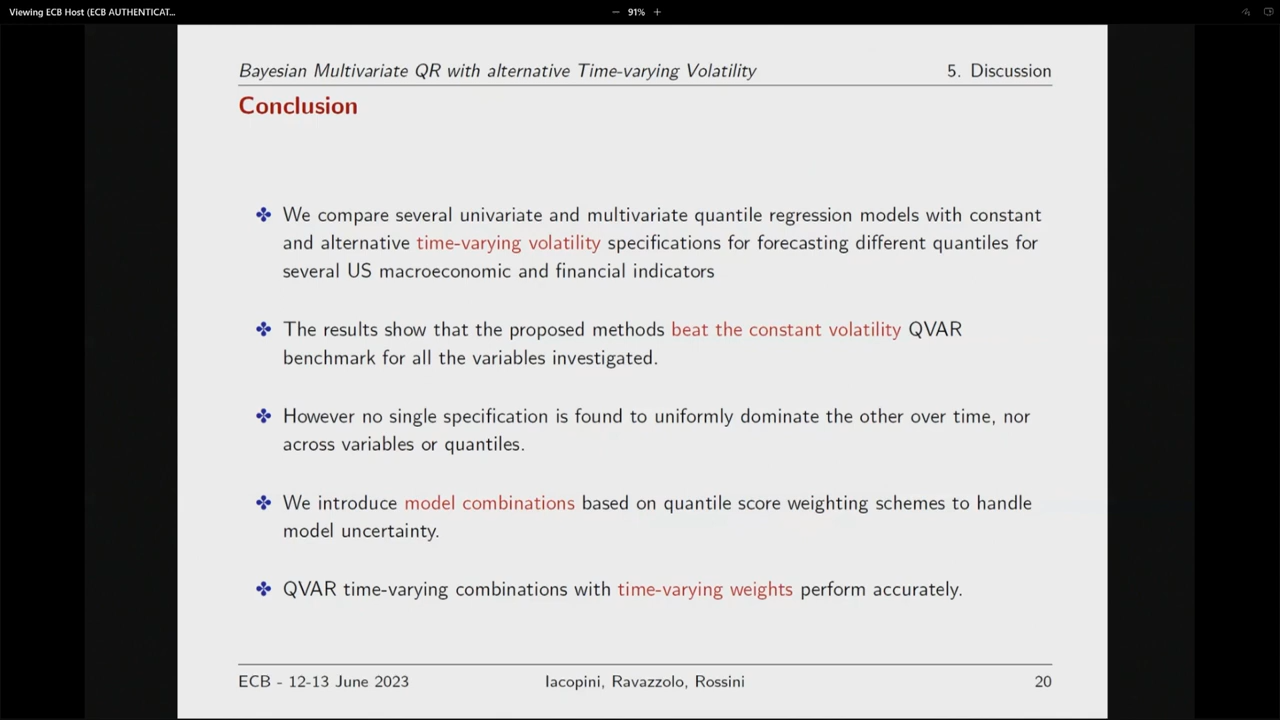 Viewing ECB Host (ECB AUTHENTICAT...
− 91% +
Bayesian Multivariate QR with alternative Time-varying Volatility 5. Discussion
Conclusion
We compare several univariate and multivariate quantile regression models with constant
and alternative time-varying volatility specifications for forecasting different quantiles for
several US macroeconomic and financial indicators
The results show that the proposed methods beat the constant volatility QVAR
benchmark for all the variables investigated.
However no single specification is found to uniformly dominate the other over time, nor
across variables or quantiles.
We introduce model combinations based on quantile score weighting schemes to handle
model uncertainty.
QVAR time-varying combinations with time-varying weights perform accurately.
ECB - 12-13 June 2023 Iacopini, Ravazzolo, Rossini 20